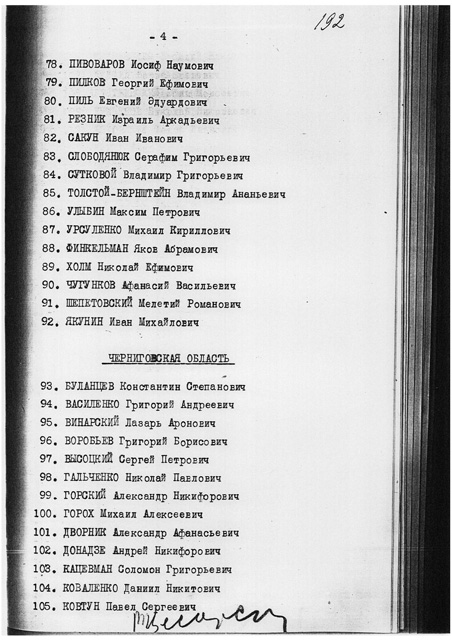 192
- 4 -
78. ПИВОВАРОВ Иосиф Наумович
79. ПИЛКОВ Георгий Ефимович
80. ПИЛЬ Евгений Эдуардович
81. РЕЗНИК Израиль Аркадьевич
82. САКУН Иван Иванович
83. СЛОБОДЯНЮК Серафим Григорьевич
84. СУТКОВОЙ Владимир Григорьевич
85. ТОЛСТОЙ-БЕРНШТЕЙН Владимир Ананьевич
86. УЛЫБИН Максим Петрович
87. УРСУЛЕНКО Михаил Кириллович
88. ФИНКЕЛЬМАН Яков Абрамович
89. ХОЛМ Николай Ефимович
90. ЧУГУНКОВ Афанасий Васильевич
91. ШЕПЕТОВСКИЙ Мелетий Романович
92. ЯКУНИН Иван Михайлович
ЧЕРНИГОВСКАЯ ОБЛАСТЬ
93. БУЛАНЦЕВ Константин Степанович
94. ВАСИЛЕНКО Григорий Андреевич
95. ВИНАРСКИЙ Лазарь Аронович
96. ВОРОБЬЕВ Григорий Борисович
97. ВЫСОЦКИЙ Сергей Петрович
98. ГАЛЬЧЕНКО Николай Павлович
99. ГОРСКИЙ Александр Никифорович
100. ГОРОХ Михаил Алексеевич
101. ДВОРНИК Александр Афанасьевич
102. ДОНАДЗЕ Андрей Никифорович
103. КАЦЕВМАН Соломон Григорьевич
104. КОВАЛЕНКО Даниил Никитович
105. КОВТУН Павел Сергеевич